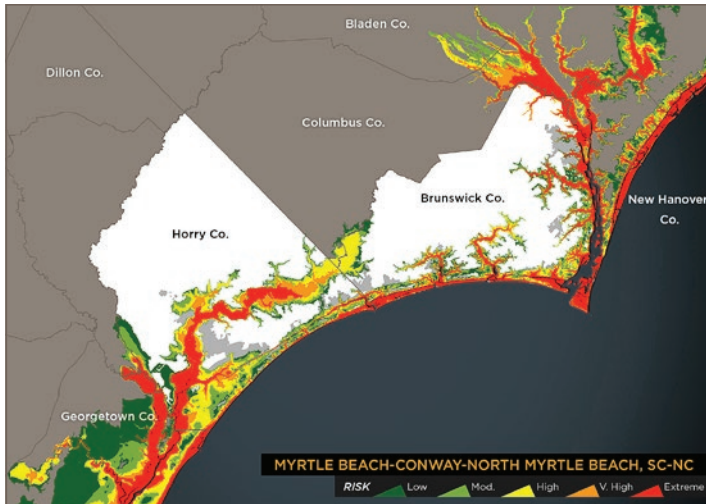 Bladen Co.
Dillon Co.
Columbus Co.
Brunswick Co.
New Hanover
Co.
Horry Co.
Georgetown Co.
MYRTLE BEACH-CONWAY-NORTH MYRTLE BEACH, SC-NC
RISK Low Mod. High V. High Extreme